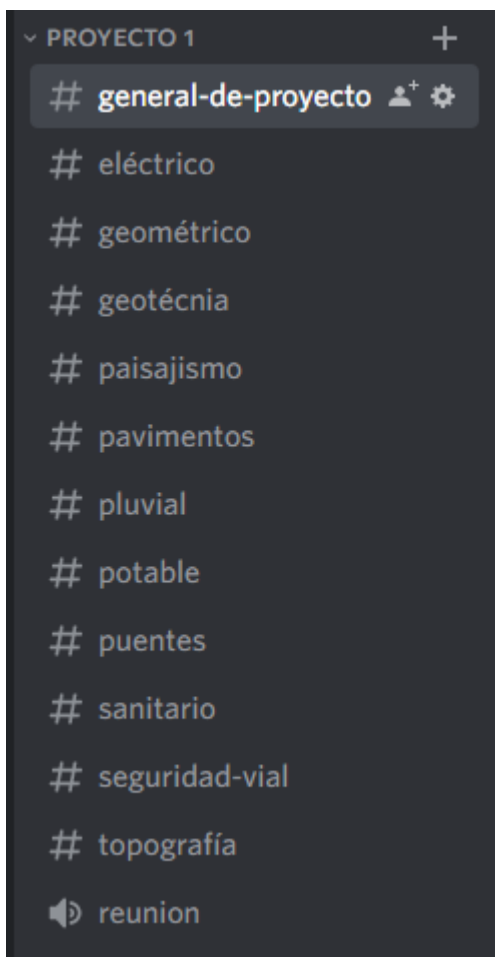 PROYECTO 1
# general-de-proyecto
# eléctrico
# geométrico
# geotécnia
# paisajismo
# pavimentos
# pluvial
# potable
# puentes
# sanitario
# seguridad-vial
# topografía
reunion